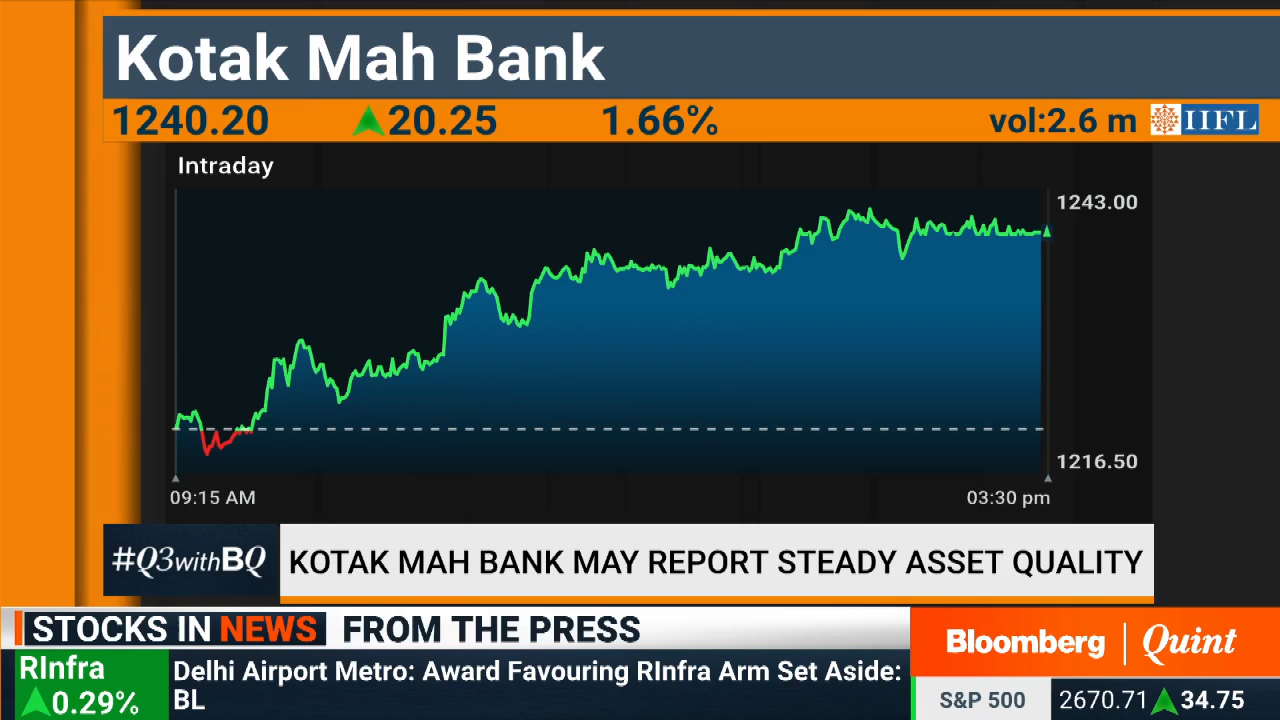 Kotak Mah Bank
1240.20 20.25 1.66% vol:2.6 m IIFL
Intraday
1243.00
1216.50
09:15 AM 03:30 pm
#Q3withBQ KOTAK MAH BANK MAY REPORT STEADY ASSET QUALITY
STOCKS IN NEWS FROM THE PRESS
Bloomberg | Quint
RInfra
0.29%
Delhi Airport Metro: Award Favouring RInfra Arm Set Aside:
BL
S&P 500 2670.71 34.75